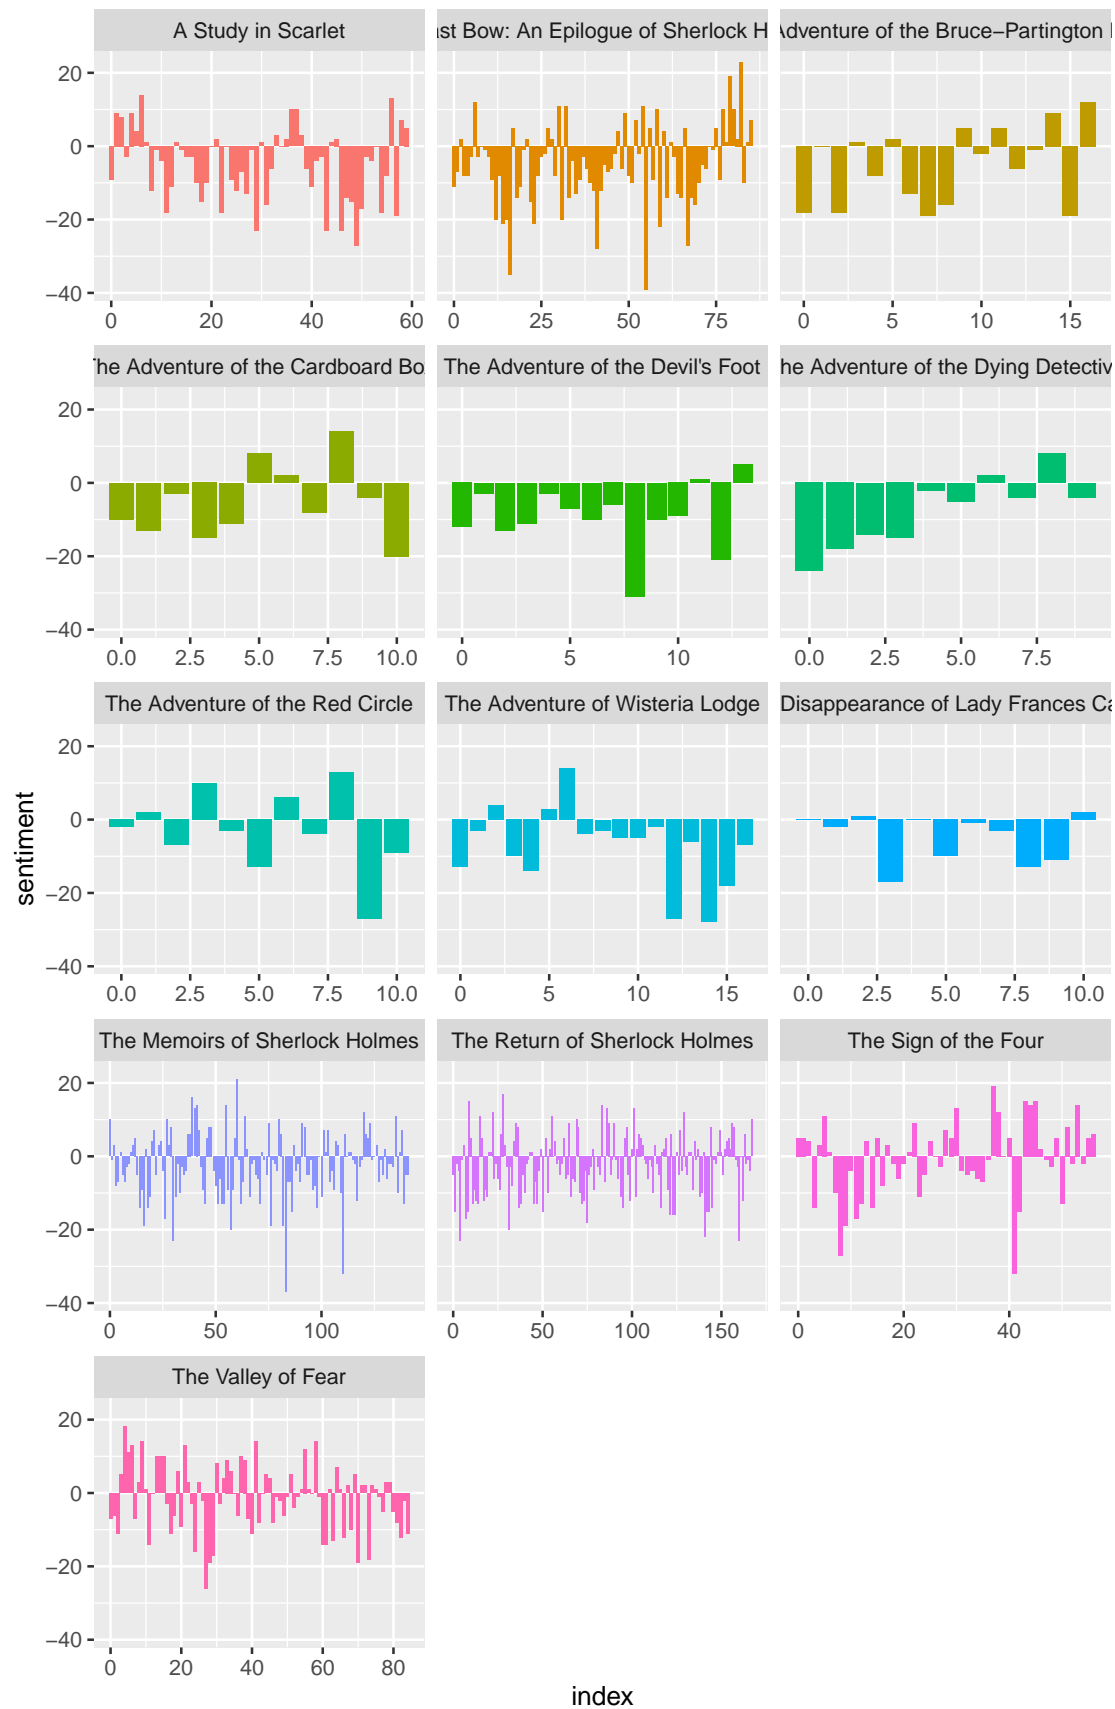 A Study in Scarlet
ast Bow: An Epilogue of Sherlock H
Adventure of the Bruce−Partington
20
0
−20
−40
0 20 40 60
0 25 50 75
0 5 10 15
The Adventure of the Cardboard Box
The Adventure of the Devil's Foot
he Adventure of the Dying Detectiv
20
0
−20
−40
0.0 2.5 5.0 7.5 10.0
0 5 10
0.0 2.5 5.0 7.5
The Adventure of the Red Circle
The Adventure of Wisteria Lodge
Disappearance of Lady Frances Ca
20
0
−20
−40
0.0 2.5 5.0 7.5 10.0
0 5 10 15
0.0 2.5 5.0 7.5 10.0
sentiment
The Memoirs of Sherlock Holmes
The Return of Sherlock Holmes
The Sign of the Four
20
0
−20
−40
0 50 100
0 50 100 150
0 20 40
The Valley of Fear
20
0
−20
−40
0 20 40 60 80
index